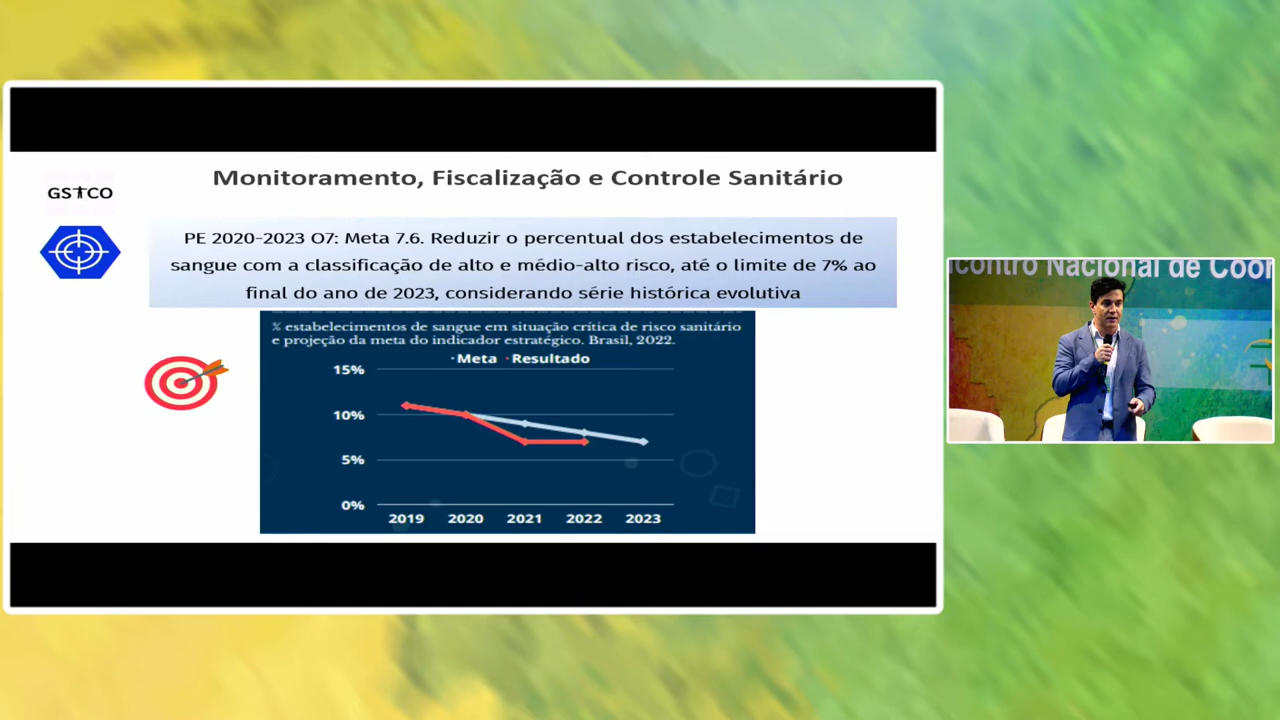 Monitoramento, Fiscalização e Controle Sanitário
GSTCO
PE 2020-2023 O7: Meta 7.6. Reduzir o percentual dos estabelecimentos de
sangue com a classificação de alto e médio-alto risco, até o limite de 7% ao
final do ano de 2023, considerando série histórica evolutiva
% estabelecimentos de sangue em situação crítica de risco sanitário
e projeção da meta do indicador estratégico. Brasil, 2022.
Meta Resultado
15%
10%
5%
0%
2019 2020 2021 2022 2023
Nacional de